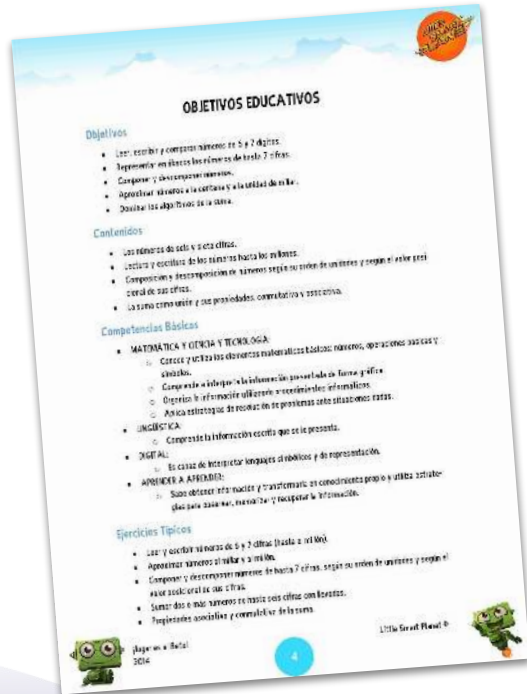 LITTLE SMART PLANET
OBJETIVOS EDUCATIVOS
Objetivos
• Leer, escribir y comparar números de 6 y 7 dígitos.
• Representar en ábacos los números de hasta 7 cifras.
• Componer y descomponer números.
• Aproximar números a la centena y a la unidad de millar.
• Dominar los algoritmos de la suma.
Contenidos
• Los números de seis y siete cifras.
• Lectura y escritura de los números hasta los millones.
• Composición y descomposición de números según su orden de unidades y según el valor posi
cional de sus cifras.
• La suma como unión y sus propiedades, conmutativa y asociativa.
Competencias Básicas
• MATEMÁTICA Y CIENCIA Y TECNOLOGÍA:
○ Conoce y utiliza los elementos matemáticos básicos: números, operaciones básicas y
símbolos.
○ Comprende e interpreta la información presentada de forma gráfica.
○ Organiza la información utilizando procedimientos informáticos.
○ Aplica estrategias de resolución de problemas ante situaciones dadas.
• LINGÜÍSTICA:
○ Comprende la información escrita que se le presenta.
• DIGITAL:
○ Es capaz de interpretar lenguajes simbólicos y de representación.
• APRENDER A APRENDER:
○ Sabe obtener información y transformarla en conocimiento propio y utiliza estrate-
gias para memorizar y recuperar la información.
Ejercicios Típicos
• Leer y escribir números de 6 y 7 cifras (hasta a millón).
• Aproximar números al millar y a millón.
• Componer y descomponer números de hasta 7 cifras, según su orden de unidades y según el
valor posicional de sus cifras.
• Sumar dos o más números de hasta seis cifras con llevadas.
• Propiedades asociativa y conmutativa de la suma.
2014
4
Little Smart Planet ©